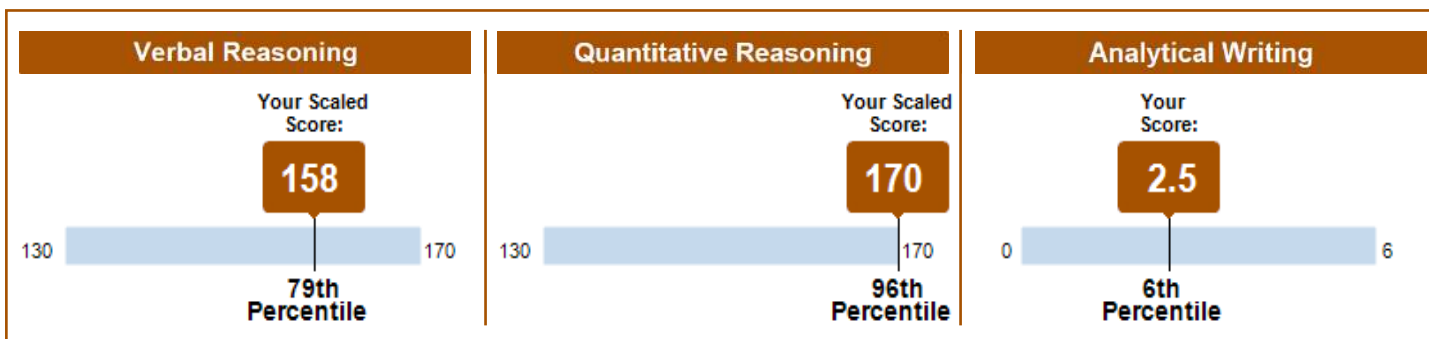 Verbal Reasoning
Your Scaled
Score:
158
130
170
79th
Percentile
Quantitative Reasoning
Your Scaled
Score:
170
130
170
96th
Percentile
Analytical Writing
Your
Score:
2.5
0
6
6th
Percentile